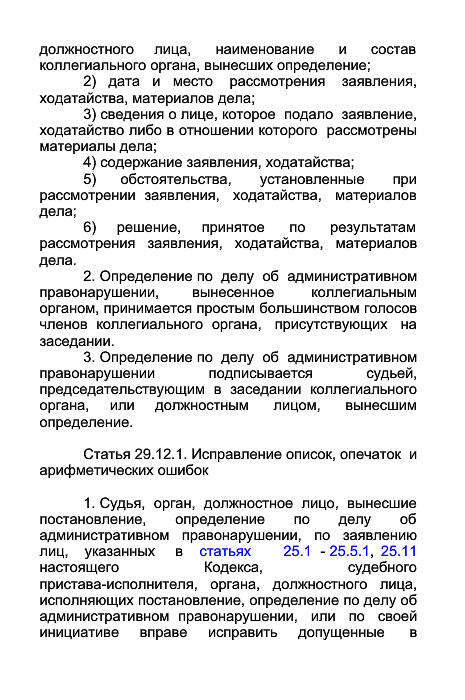 должностного лица, наименование и состав
коллегиального органа, вынесших определение;
2) дата и место рассмотрения заявления,
ходатайства, материалов дела;
3) сведения о лице, которое подало заявление,
ходатайство либо в отношении которого рассмотрены
материалы дела;
4) содержание заявления, ходатайства;
5) обстоятельства, установленные при
рассмотрении заявления, ходатайства, материалов
дела;
6) решение, принятое по результатам
рассмотрения заявления, ходатайства, материалов
дела.
2. Определение по делу об административном
правонарушении, вынесенное коллегиальным
органом, принимается простым большинством голосов
членов коллегиального органа, присутствующих на
заседании.
3. Определение по делу об административном
правонарушении подписывается судьей,
председательствующим в заседании коллегиального
органа, или должностным лицом, вынесшим
определение.
Статья 29.12.1. Исправление описок, опечаток и
арифметических ошибок
1. Судья, орган, должностное лицо, вынесшие
постановление, определение по делу об
административном правонарушении, по заявлению
лиц, указанных в статьях 25.1 - 25.5.1, 25.11
настоящего Кодекса, судебного
пристава-исполнителя, органа, должностного лица,
исполняющих постановление, определение по делу об
административном правонарушении, или по своей
инициативе вправе исправить допущенные в